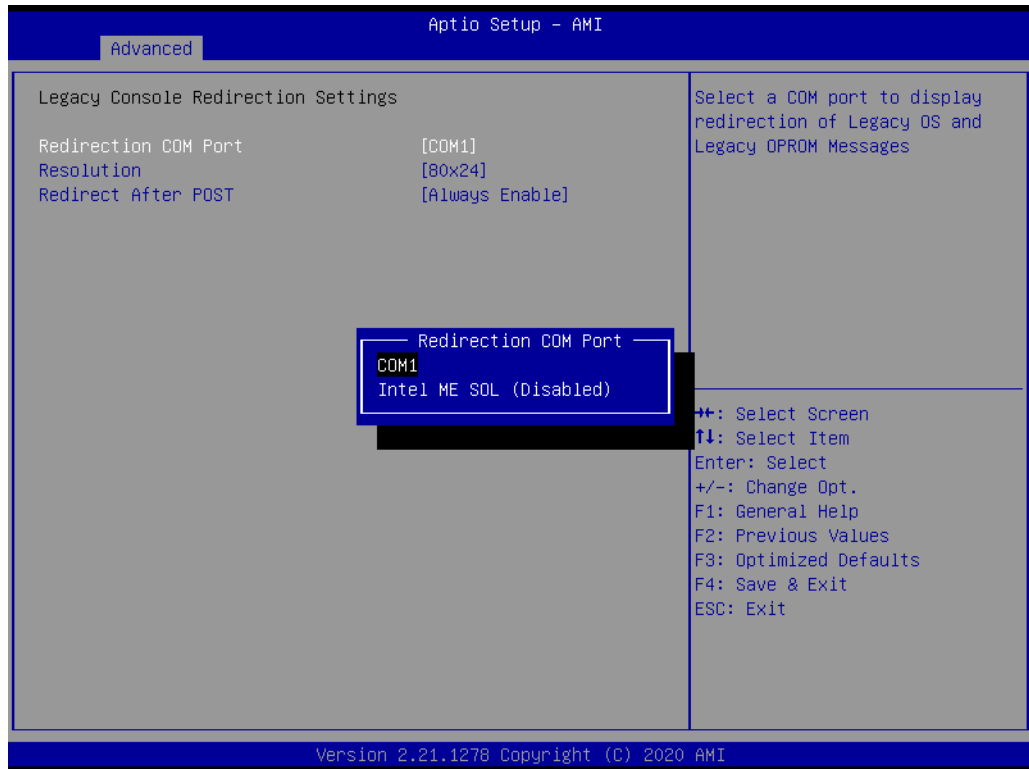 Aptio Setup – AMI
Advanced
Legacy Console Redirection Settings
Redirection COM Port [COM1]
Resolution [80x24]
Redirect After POST [Always Enable]
Select a COM port to display
redirection of Legacy OS and
Legacy OPROM Messages
Redirection COM Port
COM1
Intel ME SOL (Disabled)
→←: Select Screen
↑↓: Select Item
Enter: Select
+/-: Change Opt.
F1: General Help
F2: Previous Values
F3: Optimized Defaults
F4: Save & Exit
ESC: Exit
Version 2.21.1278 Copyright (C) 2020 AMI